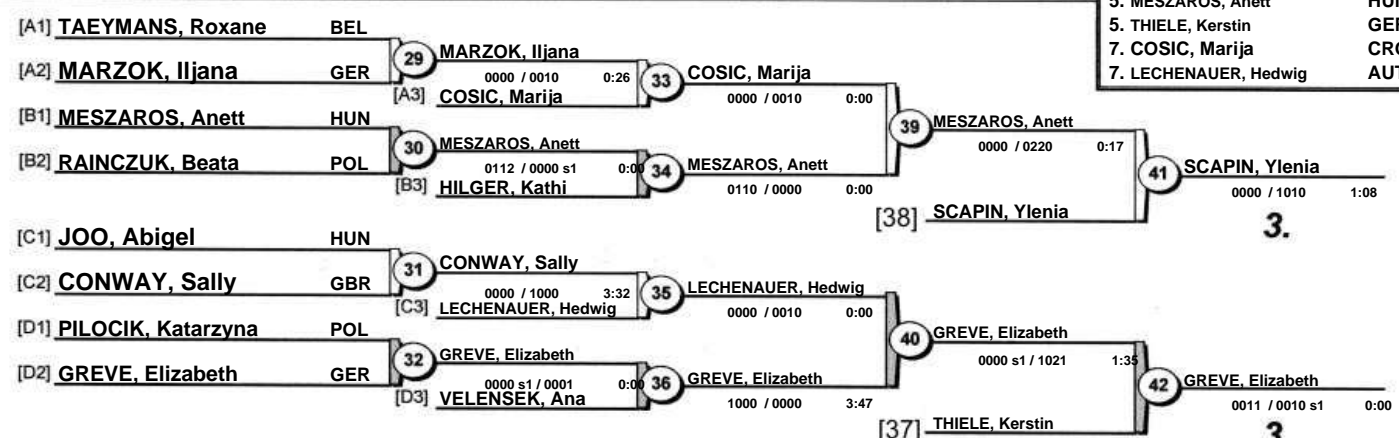 5. MESZAROS, Anett HUN
5. THIELE, Kerstin GER
7. COSIC, Marija CRO
7. LECHENAUER, Hedwig AUT
[A1] TAEYMANS, Roxane BEL
[A2] MARZOK, Iljana GER
29
MARZOK, Iljana
0000 / 0010 0:26
[A3] COSIC, Marija
33
COSIC, Marija
0000 / 0010 0:00
[B1] MESZAROS, Anett HUN
[B2] RAINCZUK, Beata POL
30
MESZAROS, Anett
0112 / 0000 s1 0:00
[B3] HILGER, Kathi
34
MESZAROS, Anett
0110 / 0000 0:00
39
MESZAROS, Anett
0000 / 0220 0:17
[38] SCAPIN, Ylenia
41
SCAPIN, Ylenia
0000 / 1010 1:08
3.
[C1] JOO, Abigel HUN
[C2] CONWAY, Sally GBR
31
CONWAY, Sally
0000 / 1000 3:32
[C3] LECHENAUER, Hedwig
35
LECHENAUER, Hedwig
0000 / 0010 0:00
[D1] PILOCIK, Katarzyna POL
[D2] GREVE, Elizabeth GER
32
GREVE, Elizabeth
0000 s1 / 0001 0:00
[D3] VELENSEK, Ana
36
GREVE, Elizabeth
1000 / 0000 3:47
40
GREVE, Elizabeth
0000 s1 / 1021 1:35
[37] THIELE, Kerstin
42
GREVE, Elizabeth
0011 / 0010 s1 0:00
3